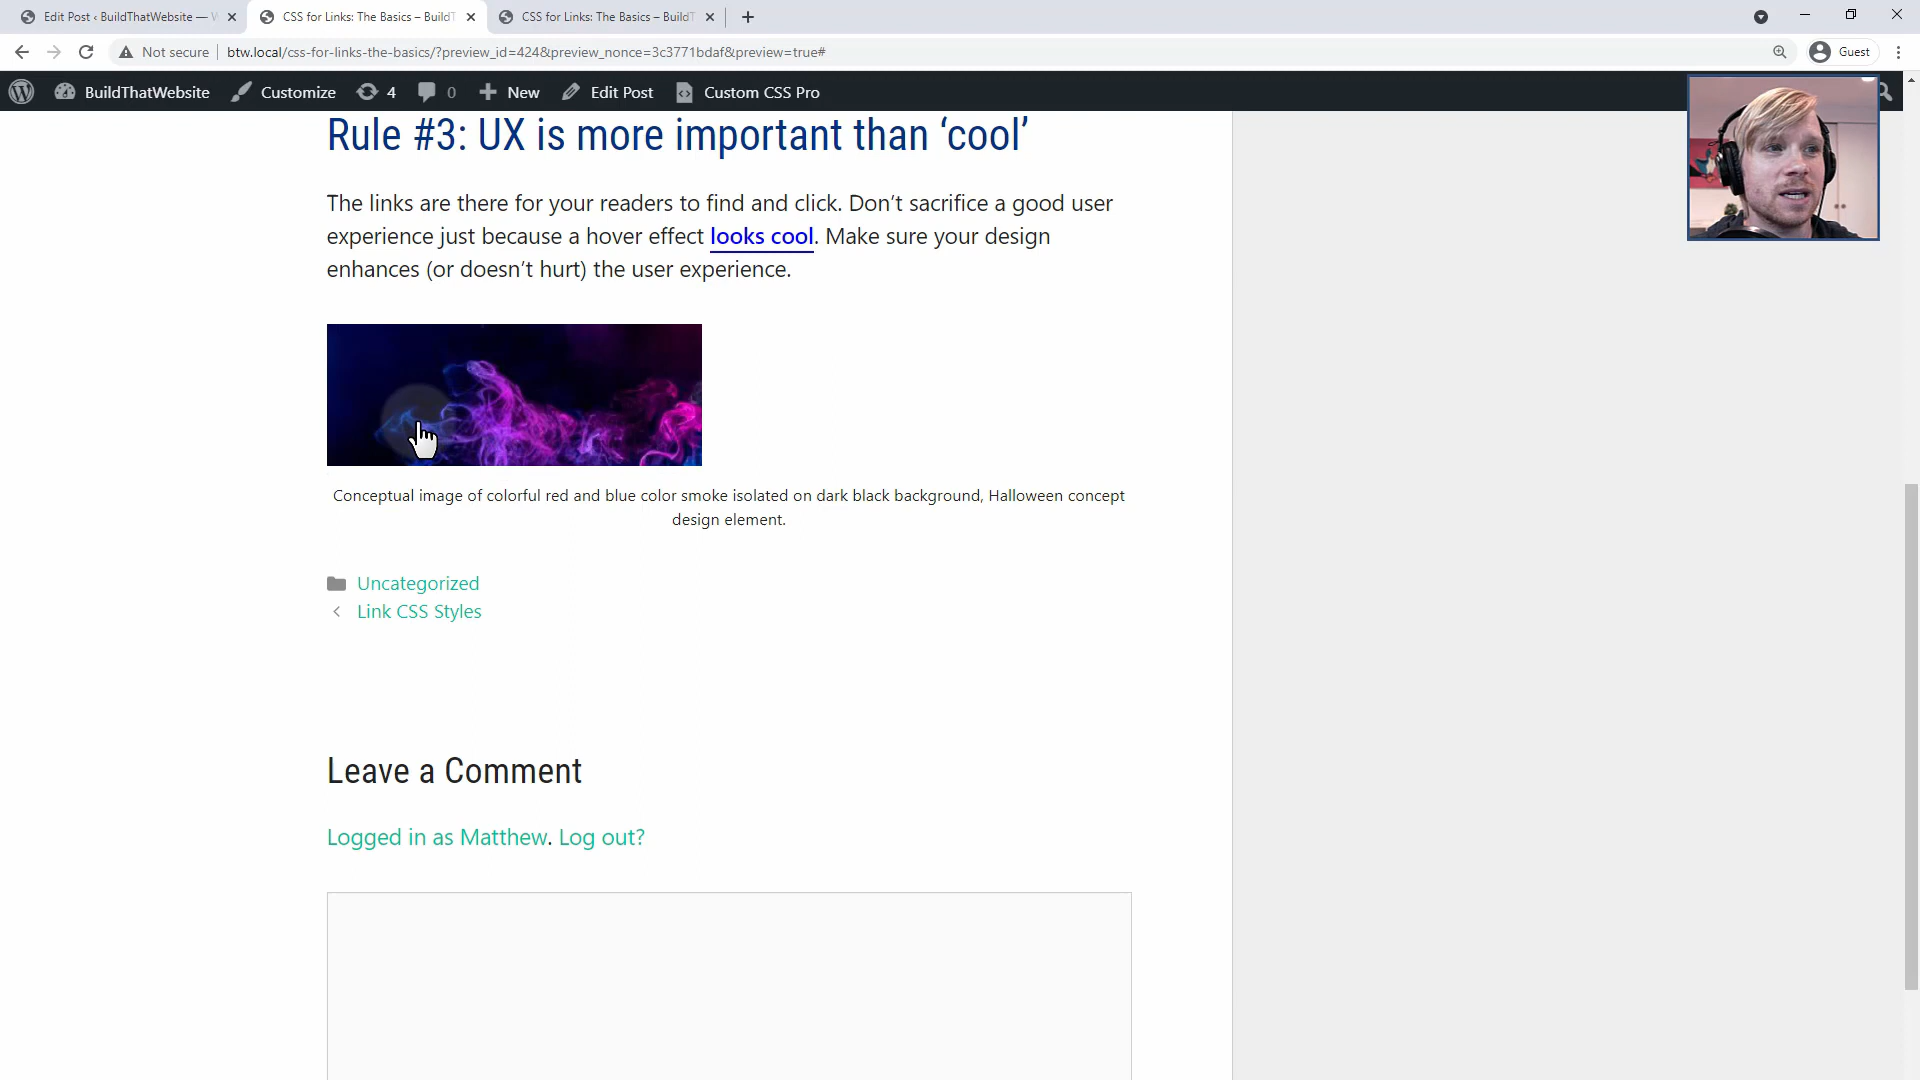 Edit Post ‹ BuildThatWebsite —
CSS for Links: The Basics – BuildT
CSS for Links: The Basics – BuildT
Not secure
btw.local/css-for-links-the-basics/?preview_id=424&preview_nonce=3c3771bdaf&preview=true#
Guest
BuildThatWebsite
Customize
4
0
New
Edit Post
Custom CSS Pro
Rule #3: UX is more important than ‘cool’
The links are there for your readers to find and click. Don’t sacrifice a good user
experience just because a hover effect looks cool. Make sure your design
enhances (or doesn’t hurt) the user experience.
Conceptual image of colorful red and blue color smoke isolated on dark black background, Halloween concept
design element.
Uncategorized
Link CSS Styles
Leave a Comment
Logged in as Matthew. Log out?